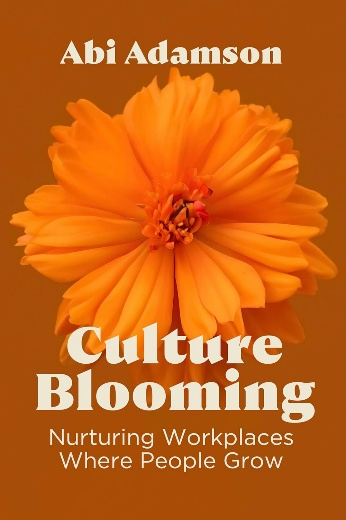 Abi Adamson
Culture
Blooming
Nurturing Workplaces
Where People Grow